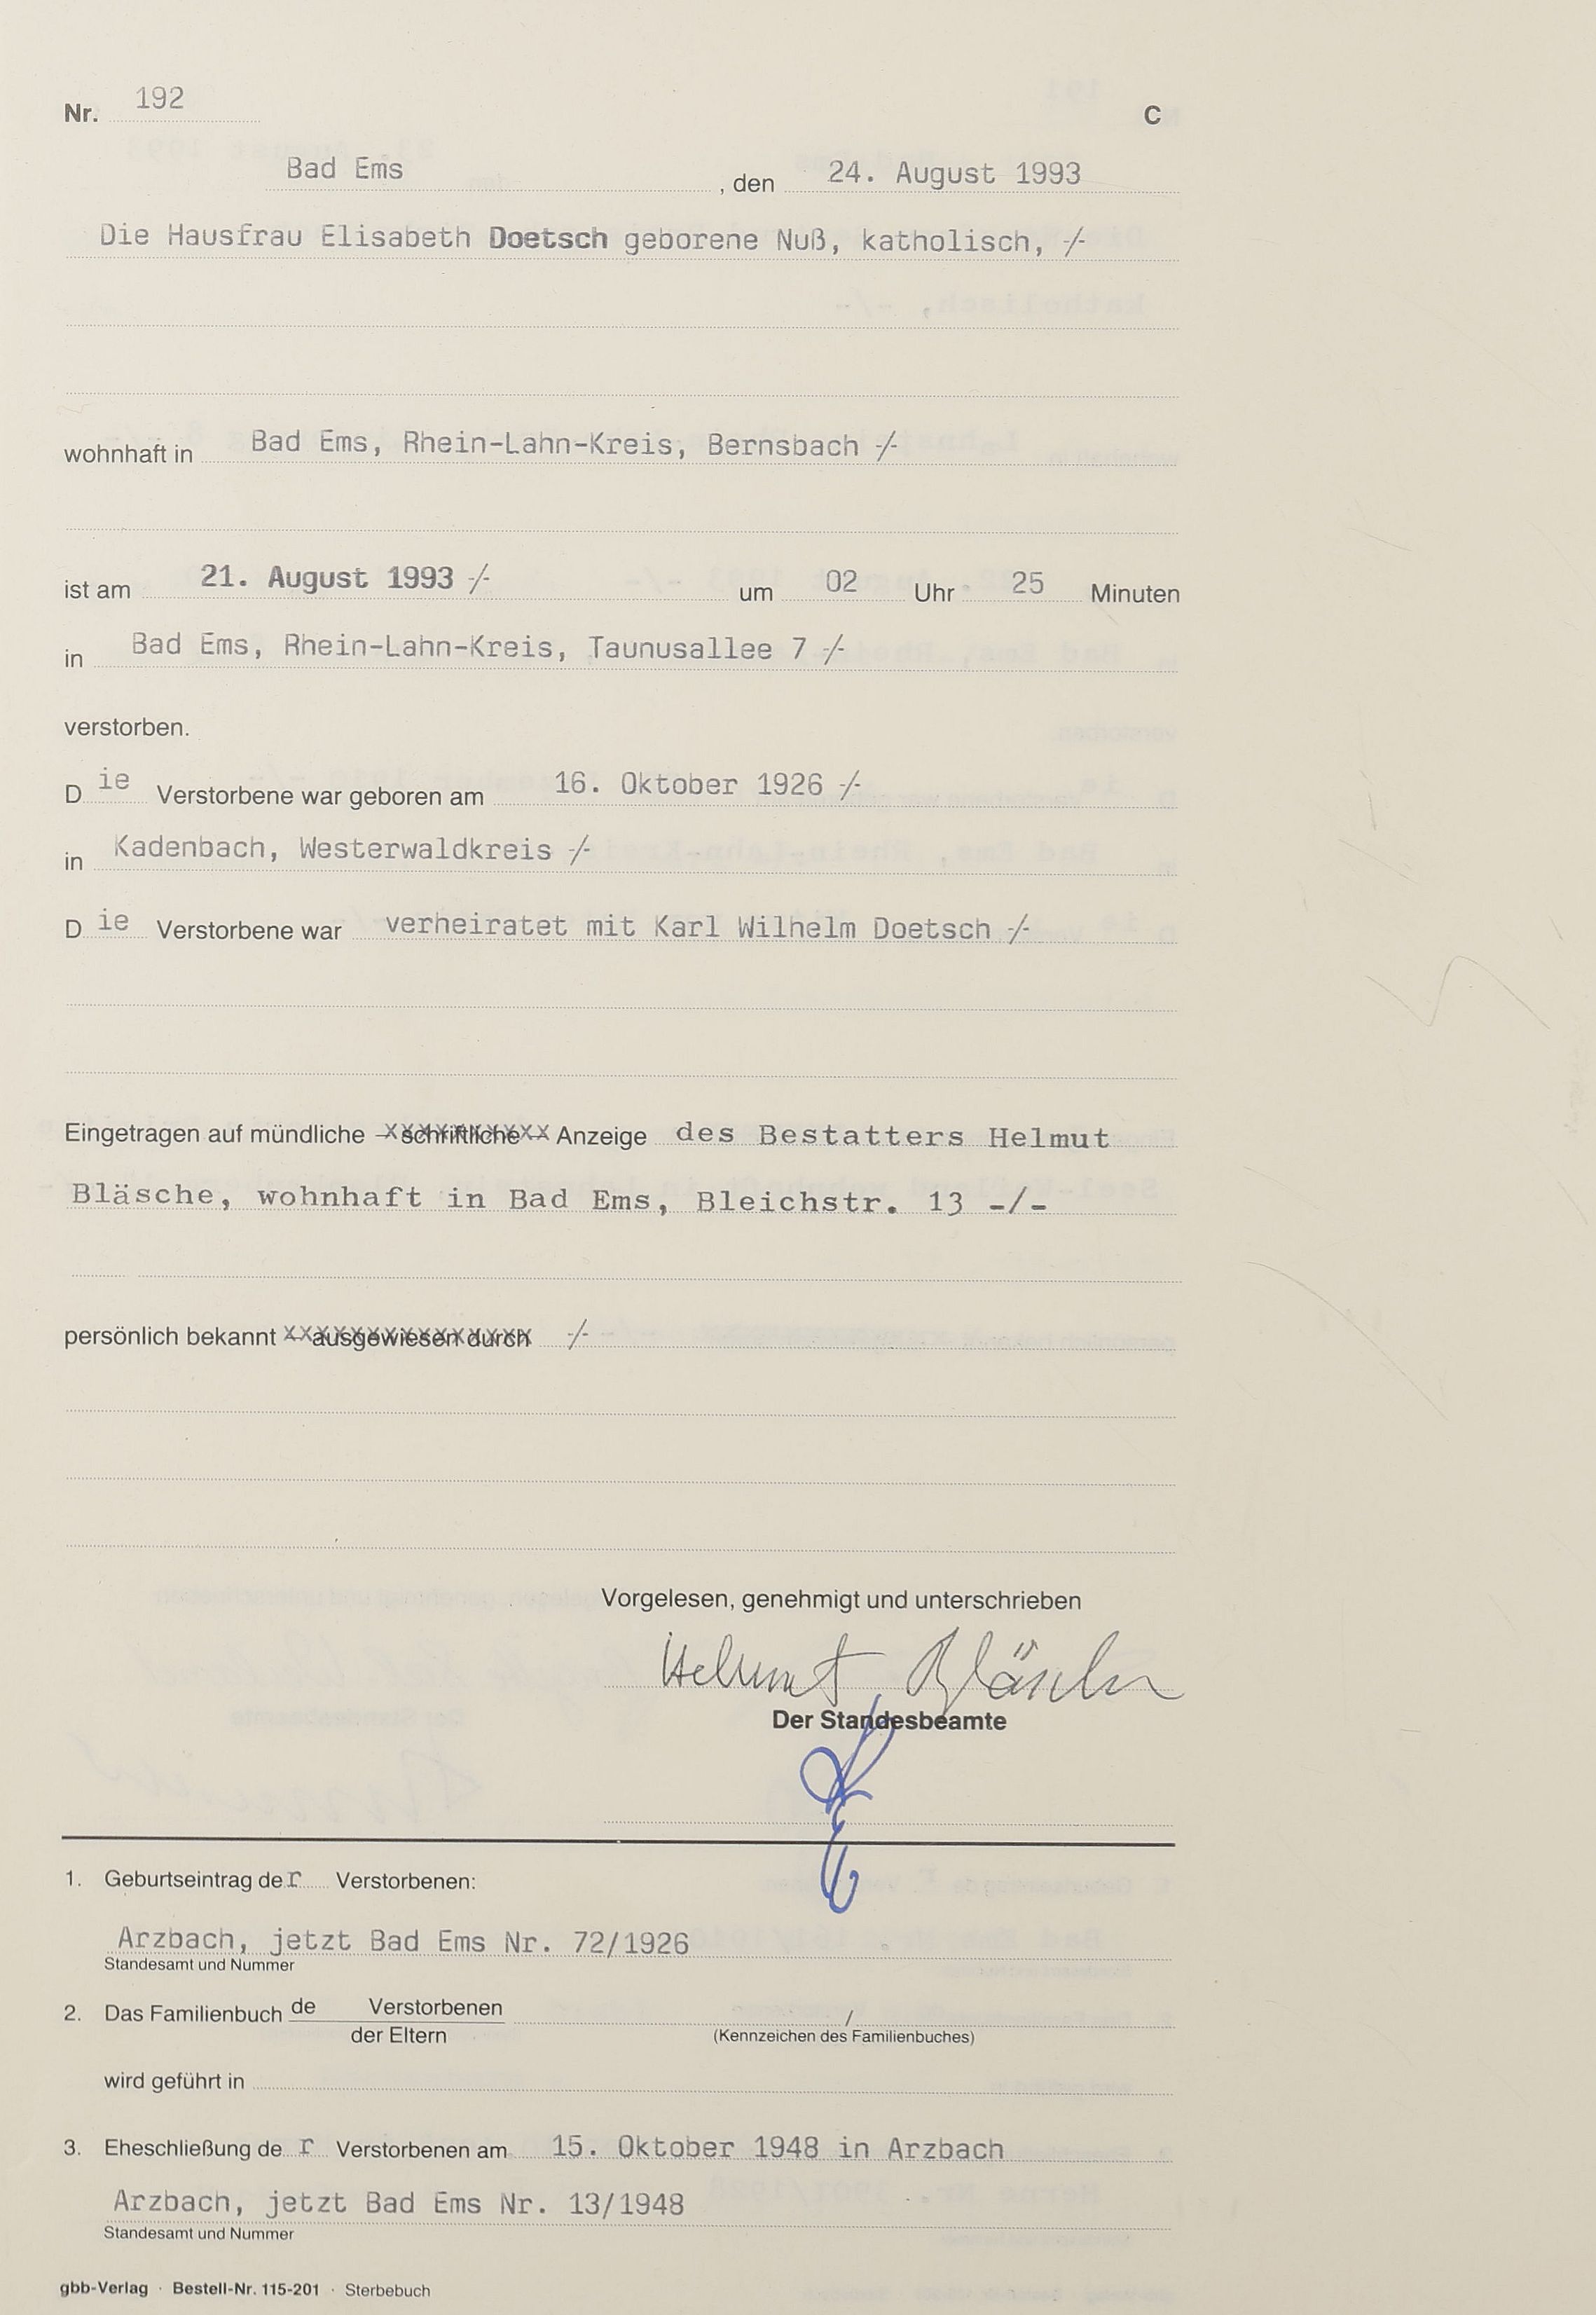 Nr. 192 C
Bad Ems , den 24. August 1993
Die Hausfrau Elisabeth Doetsch geborene Nuß, katholisch, -/-
wohnhaft in Bad Ems, Rhein-Lahn-Kreis, Bernsbach -/-
ist am 21. August 1993 -/- um 02 Uhr 25 Minuten
in Bad Ems, Rhein-Lahn-Kreis, Taunusallee 7 -/-
verstorben.
Die Verstorbene war geboren am 16. Oktober 1926 -/-
in Kadenbach, Westerwaldkreis -/-
Die Verstorbene war verheiratet mit Karl Wilhelm Doetsch -/-
Eingetragen auf mündliche – schriftliche – Anzeige des Bestatters Helmut
Bläsche, wohnhaft in Bad Ems, Bleichstr. 13 -/-
persönlich bekannt – ausgewiesen durch -/-
Vorgelesen, genehmigt und unterschrieben
Helmut Bläsche
Der Standesbeamte
1. Geburtseintrag der Verstorbenen:
Arzbach, jetzt Bad Ems Nr. 72/1926
Standesamt und Nummer
2. Das Familienbuch de Verstorbenen /
der Eltern (Kennzeichen des Familienbuches)
wird geführt in
3. Eheschließung der Verstorbenen am 15. Oktober 1948 in Arzbach
Arzbach, jetzt Bad Ems Nr. 13/1948
Standesamt und Nummer
gbb-Verlag · Bestell-Nr. 115-201 · Sterbebuch